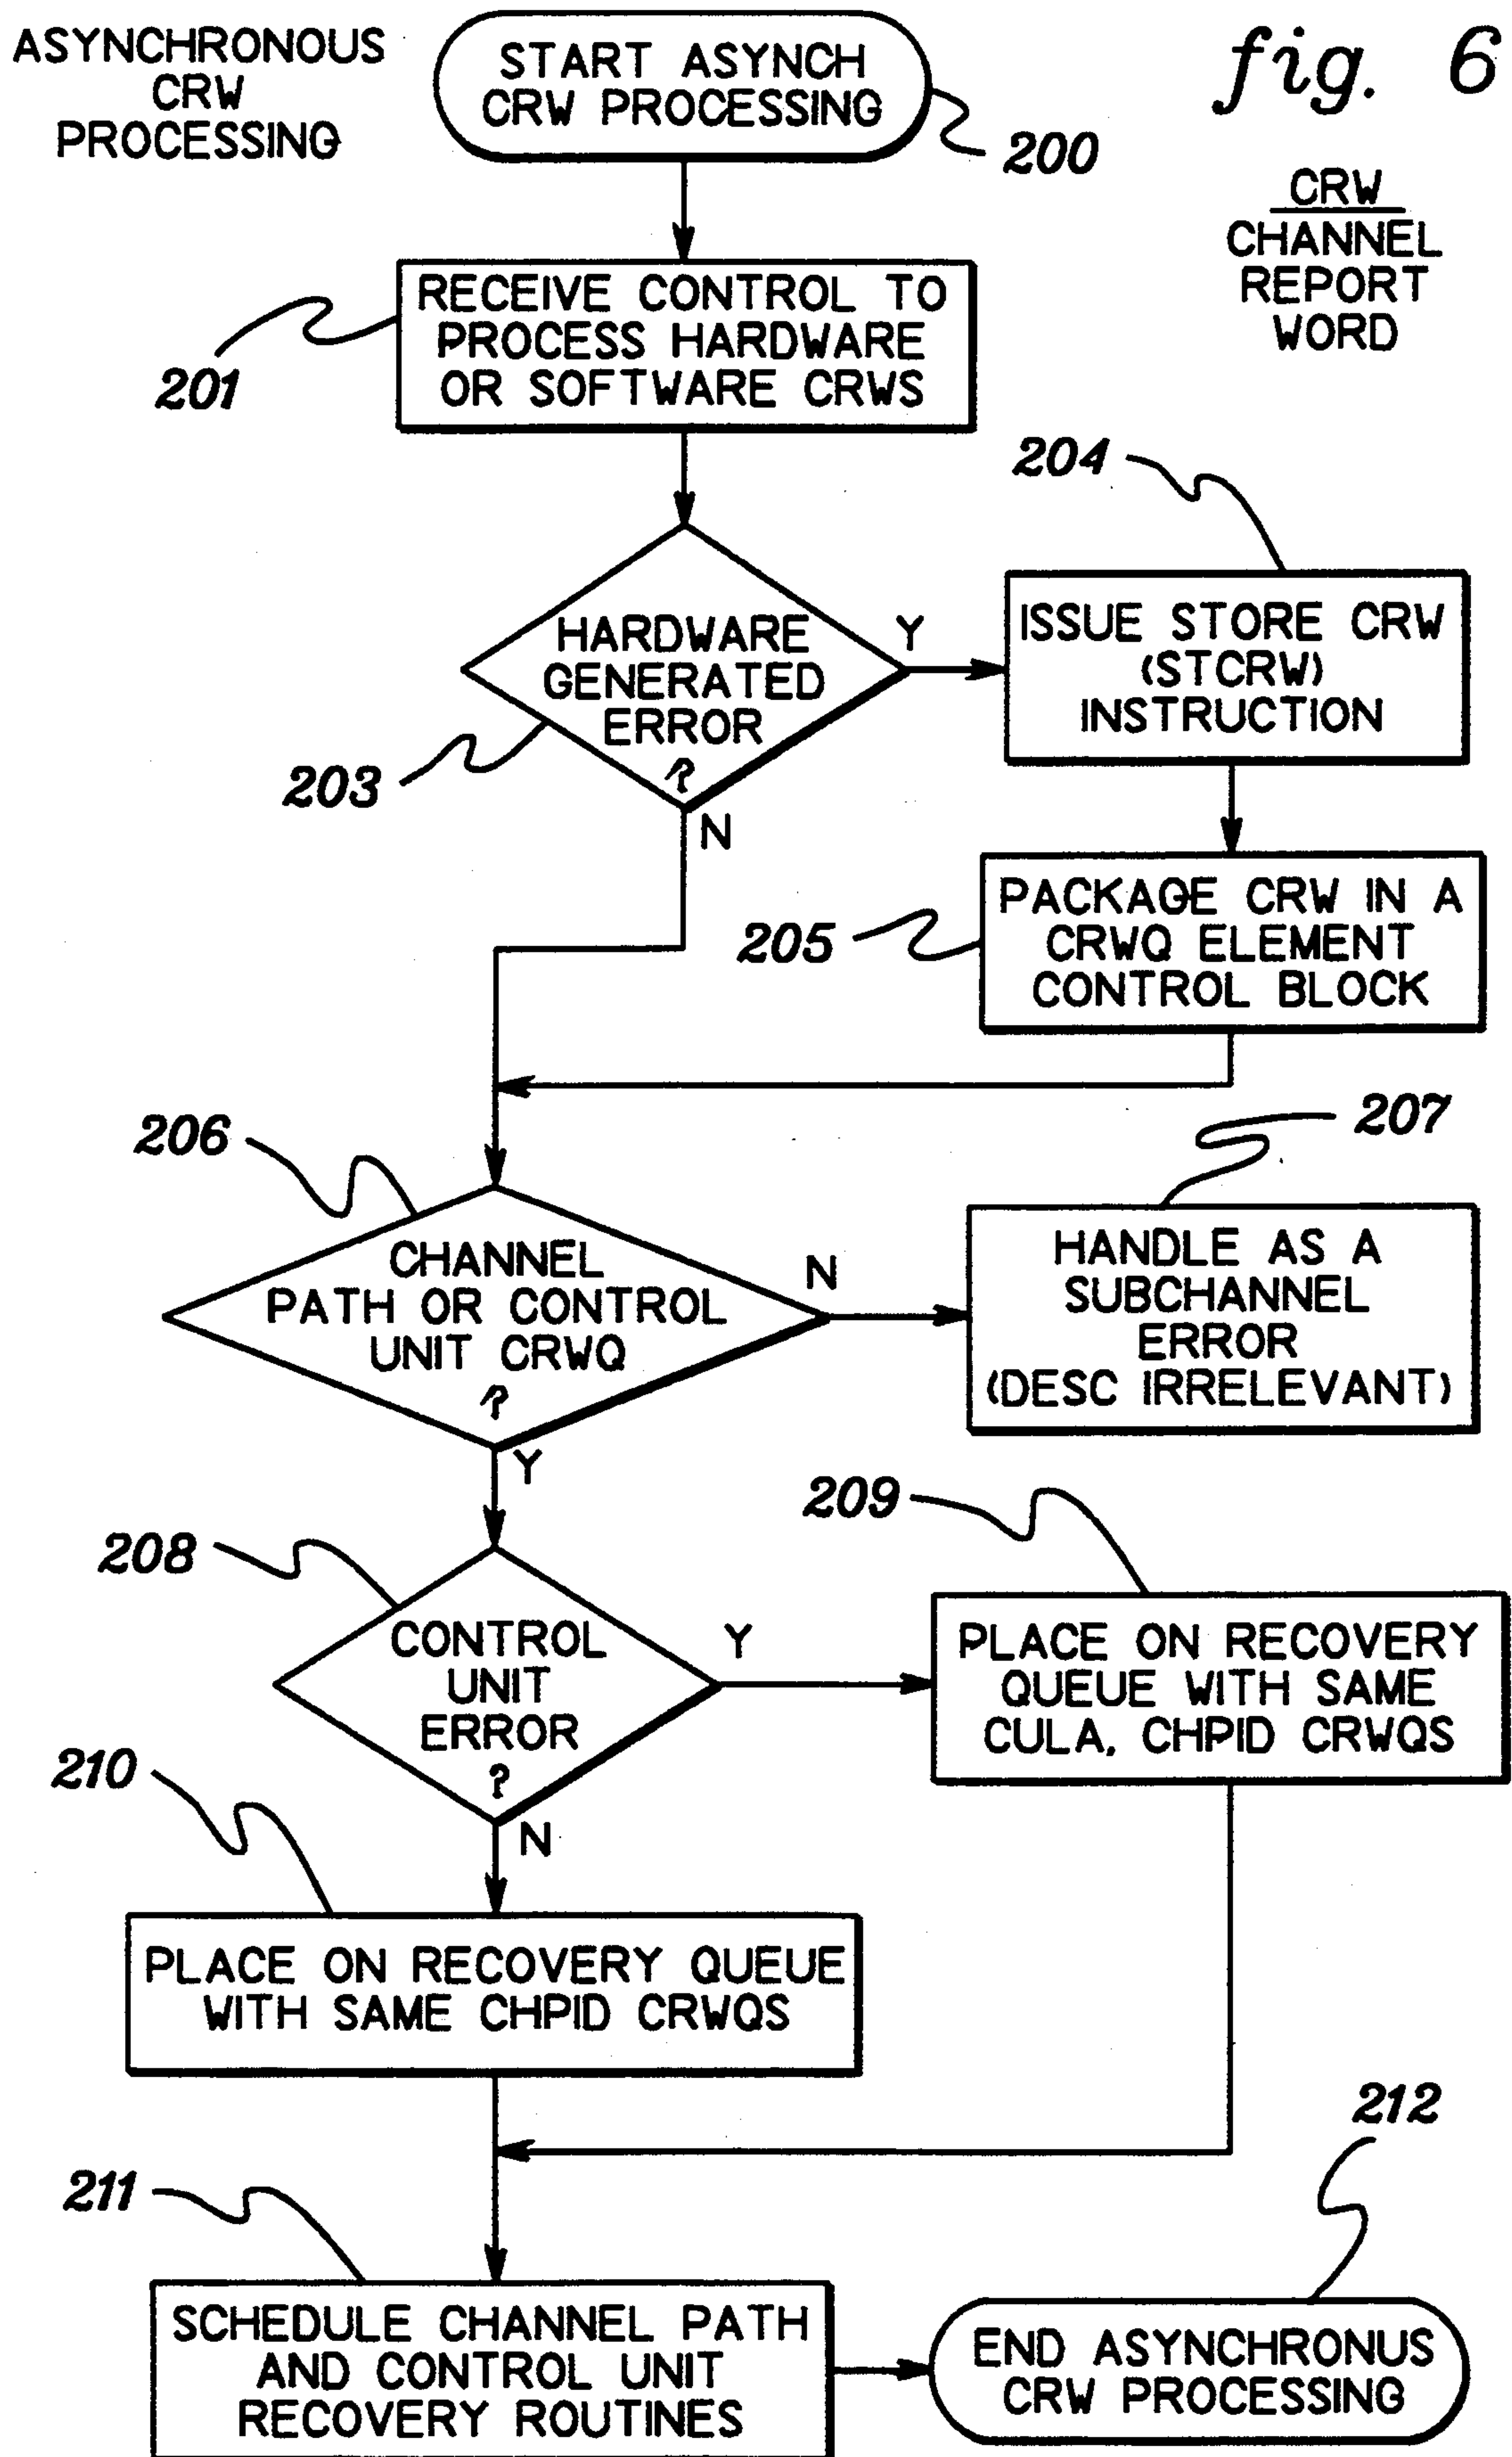 ASYNCHRONOUS
CRW
PROCESSING
START ASYNCH
CRW PROCESSING
200
fig. 6
CRW
CHANNEL
REPORT
WORD
RECEIVE CONTROL TO
PROCESS HARDWARE
OR SOFTWARE CRWS
201
204
HARDWARE
GENERATED
ERROR
?
Y
N
203
ISSUE STORE CRW
(STCRW)
INSTRUCTION
205
PACKAGE CRW IN A
CRWQ ELEMENT
CONTROL BLOCK
206
207
CHANNEL
PATH OR CONTROL
UNIT CRWQ
?
N
Y
HANDLE AS A
SUBCHANNEL
ERROR
(DESC IRRELEVANT)
208
209
CONTROL
UNIT
ERROR
?
Y
N
PLACE ON RECOVERY
QUEUE WITH SAME
CULA, CHPID CRWQS
210
PLACE ON RECOVERY QUEUE
WITH SAME CHPID CRWQS
211
212
SCHEDULE CHANNEL PATH
AND CONTROL UNIT
RECOVERY ROUTINES
END ASYNCHRONUS
CRW PROCESSING